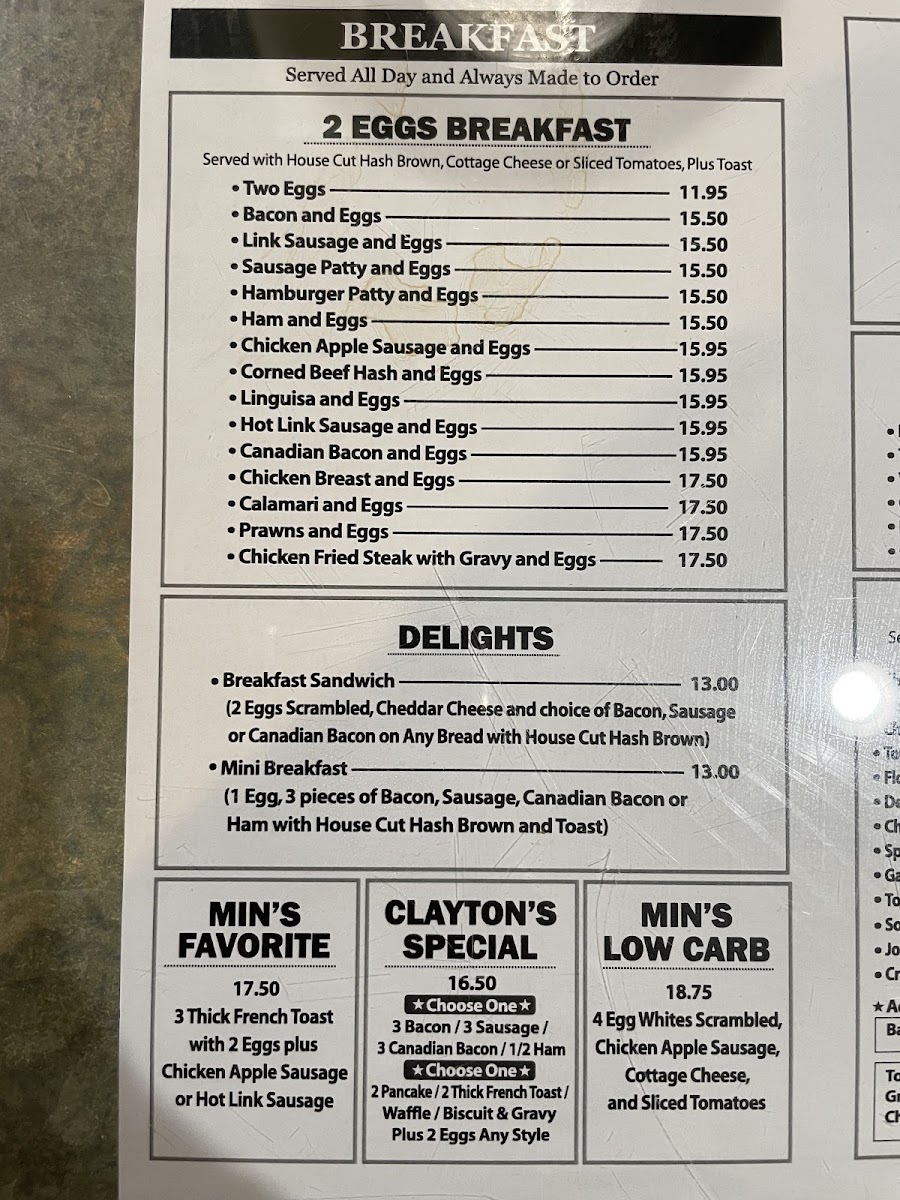 BREAKFAST
Served All Day and Always Made to Order
2 EGGS BREAKFAST
Served with House Cut Hash Brown, Cottage Cheese or Sliced Tomatoes, Plus Toast
• Two Eggs 11.95
• Bacon and Eggs 15.50
• Link Sausage and Eggs 15.50
• Sausage Patty and Eggs 15.50
• Hamburger Patty and Eggs 15.50
• Ham and Eggs 15.50
• Chicken Apple Sausage and Eggs 15.95
• Corned Beef Hash and Eggs 15.95
• Linguisa and Eggs 15.95
• Hot Link Sausage and Eggs 15.95
• Canadian Bacon and Eggs 15.95
• Chicken Breast and Eggs 17.50
• Calamari and Eggs 17.50
• Prawns and Eggs 17.50
• Chicken Fried Steak with Gravy and Eggs 17.50
DELIGHTS
• Breakfast Sandwich 13.00
(2 Eggs Scrambled, Cheddar Cheese and choice of Bacon, Sausage
or Canadian Bacon on Any Bread with House Cut Hash Brown)
• Mini Breakfast 13.00
(1 Egg, 3 pieces of Bacon, Sausage, Canadian Bacon or
Ham with House Cut Hash Brown and Toast)
MIN'S
FAVORITE
17.50
3 Thick French Toast
with 2 Eggs plus
Chicken Apple Sausage
or Hot Link Sausage
CLAYTON'S
SPECIAL
16.50
★ Choose One ★
3 Bacon / 3 Sausage /
3 Canadian Bacon / 1/2 Ham
★ Choose One ★
2 Pancake / 2 Thick French Toast /
Waffle / Biscuit & Gravy
Plus 2 Eggs Any Style
MIN'S
LOW CARB
18.75
4 Egg Whites Scrambled,
Chicken Apple Sausage,
Cottage Cheese,
and Sliced Tomatoes